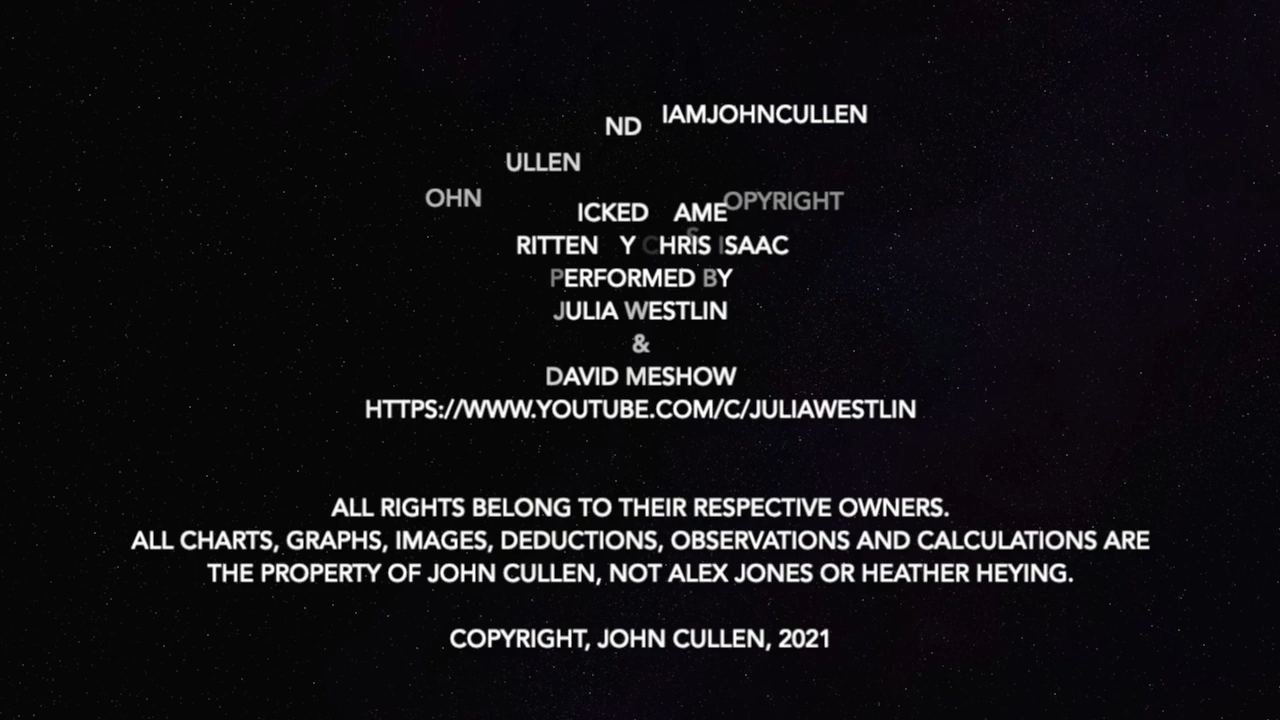 IAMJOHNCULLEN
ND
ULLEN
OHN
OPYRIGHT
ICKED AME
&
RITTEN Y CHRIS ISAAC
PERFORMED BY
JULIA WESTLIN
&
DAVID MESHOW
HTTPS://WWW.YOUTUBE.COM/C/JULIAWESTLIN
ALL RIGHTS BELONG TO THEIR RESPECTIVE OWNERS.
ALL CHARTS, GRAPHS, IMAGES, DEDUCTIONS, OBSERVATIONS AND CALCULATIONS ARE
THE PROPERTY OF JOHN CULLEN, NOT ALEX JONES OR HEATHER HEYING.
COPYRIGHT, JOHN CULLEN, 2021